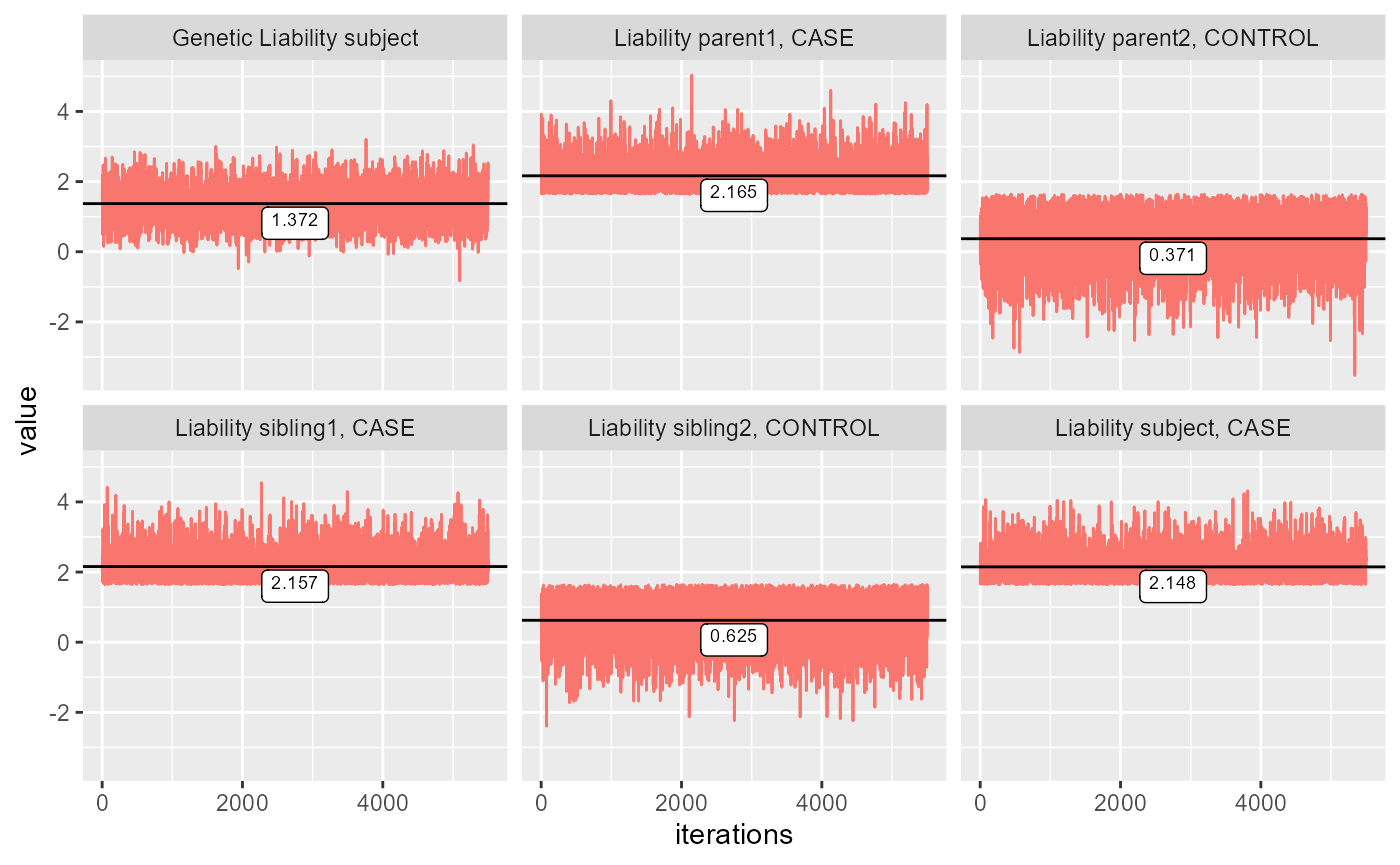 Genetic Liability subject
Liability parent1, CASE
Liability parent2, CONTROL
4
2
0
-2
1.372
2.165
0.371
value
Liability sibling1, CASE
Liability sibling2, CONTROL
Liability subject, CASE
4
2
0
-2
2.157
0.625
2.148
0
2000
4000
0
2000
4000
0
2000
4000
iterations